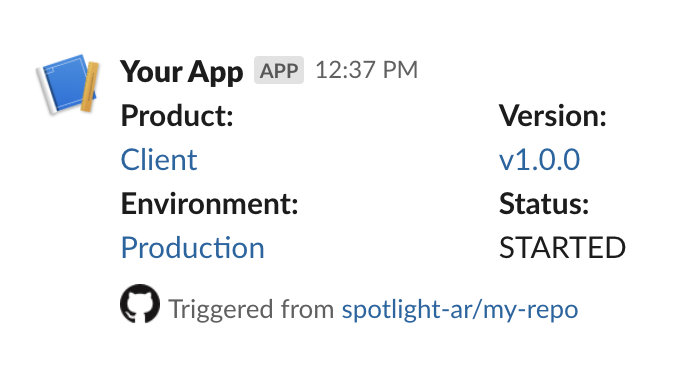 Your App APP 12:37 PM
Product: Version:
Client v1.0.0
Environment: Status:
Production STARTED
Triggered from spotlight-ar/my-repo